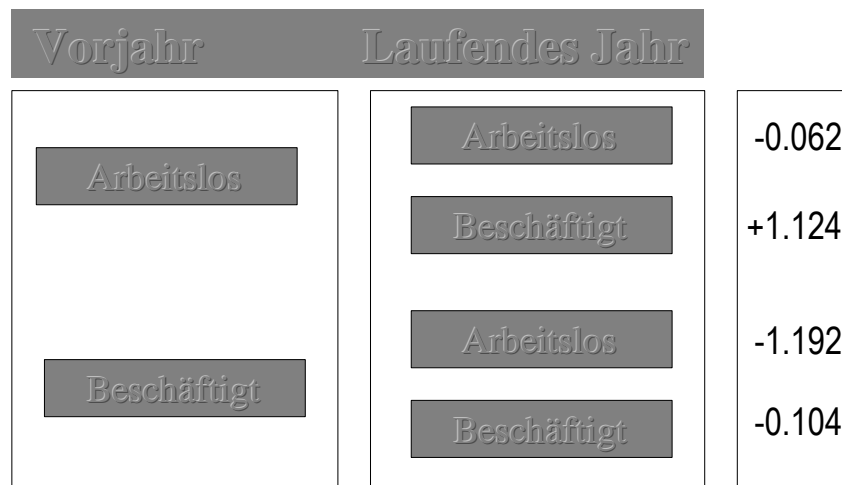 Vorjahr Laufendes Jahr
Arbeitslos
Arbeitslos -0.062
Beschäftigt +1.124
Beschäftigt
Arbeitslos -1.192
Beschäftigt -0.104